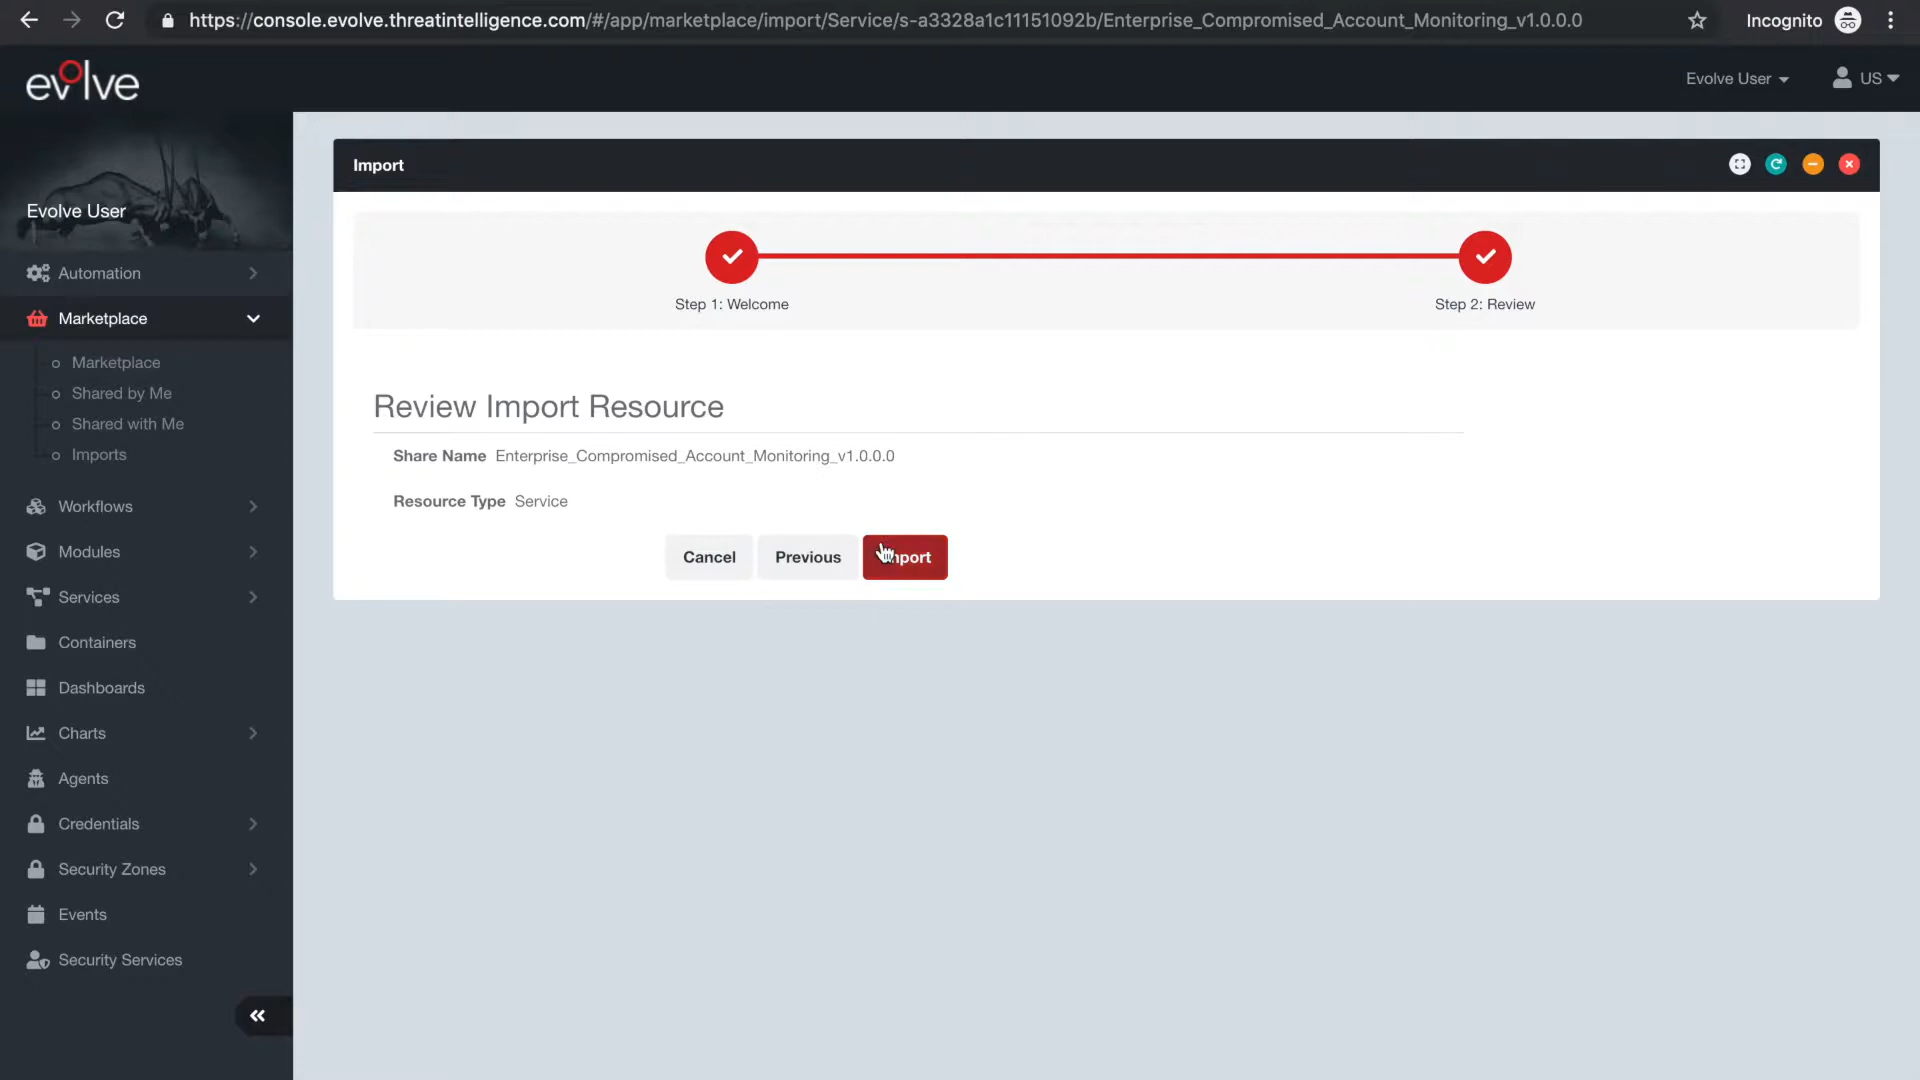 https://console.evolve.threatintelligence.com/#/app/marketplace/import/Service/s-a3328a1c11151092b/Enterprise_Compromised_Account_Monitoring_v1.0.0.0
Incognito
evolve
Evolve User
US
Evolve User
Automation
Marketplace
Marketplace
Shared by Me
Shared with Me
Imports
Workflows
Modules
Services
Containers
Dashboards
Charts
Agents
Credentials
Security Zones
Events
Security Services
Import
Step 1: Welcome
Step 2: Review
Review Import Resource
Share Name Enterprise_Compromised_Account_Monitoring_v1.0.0.0
Resource Type Service
Cancel
Previous
Import